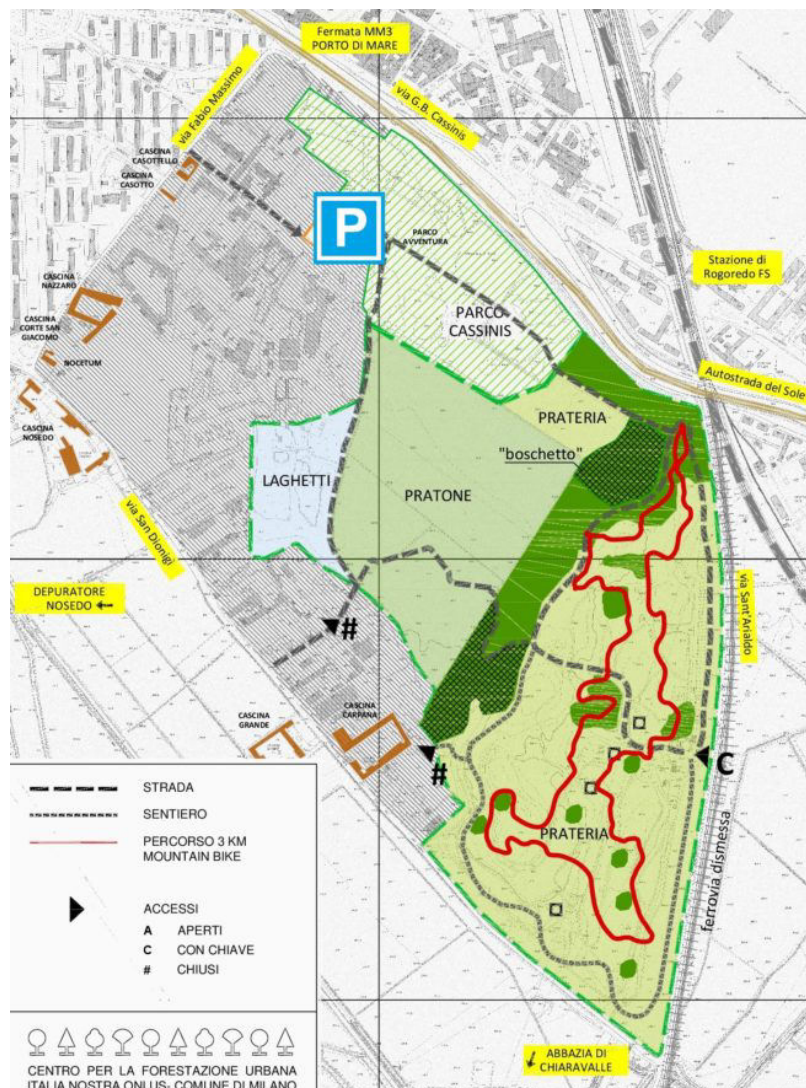 Fermata MM3
PORTO DI MARE
via Fabio Massimo
via G.B. Cassinis
CASCINA
CASOTTELLO
CASCINA
CASOTTO
P
PARCO
AVVENTURA
Stazione di
Rogoredo FS
CASCINA
NAZZARO
PARCO
CASSINIS
CASCINA
CORTE SAN
GIACOMO
NOCETUM
Autostrada del Sole
PRATERIA
CASCINA
NOSEDO
"boschetto"
LAGHETTI
PRATONE
via San Dionigi
DEPURATORE
NOSEDO
via Sant'Arialdo
#
CASCINA
GRANDE
CASCINA
CARPANA
#
C
PRATERIA
ferrovia dismessa
STRADA
SENTIERO
PERCORSO 3 KM
MOUNTAIN BIKE
ACCESSI
A APERTI
C CON CHIAVE
# CHIUSI
ABBAZIA DI
CHIARAVALLE
CENTRO PER LA FORESTAZIONE URBANA
ITALIA NOSTRA ONLUS- COMUNE DI MILANO